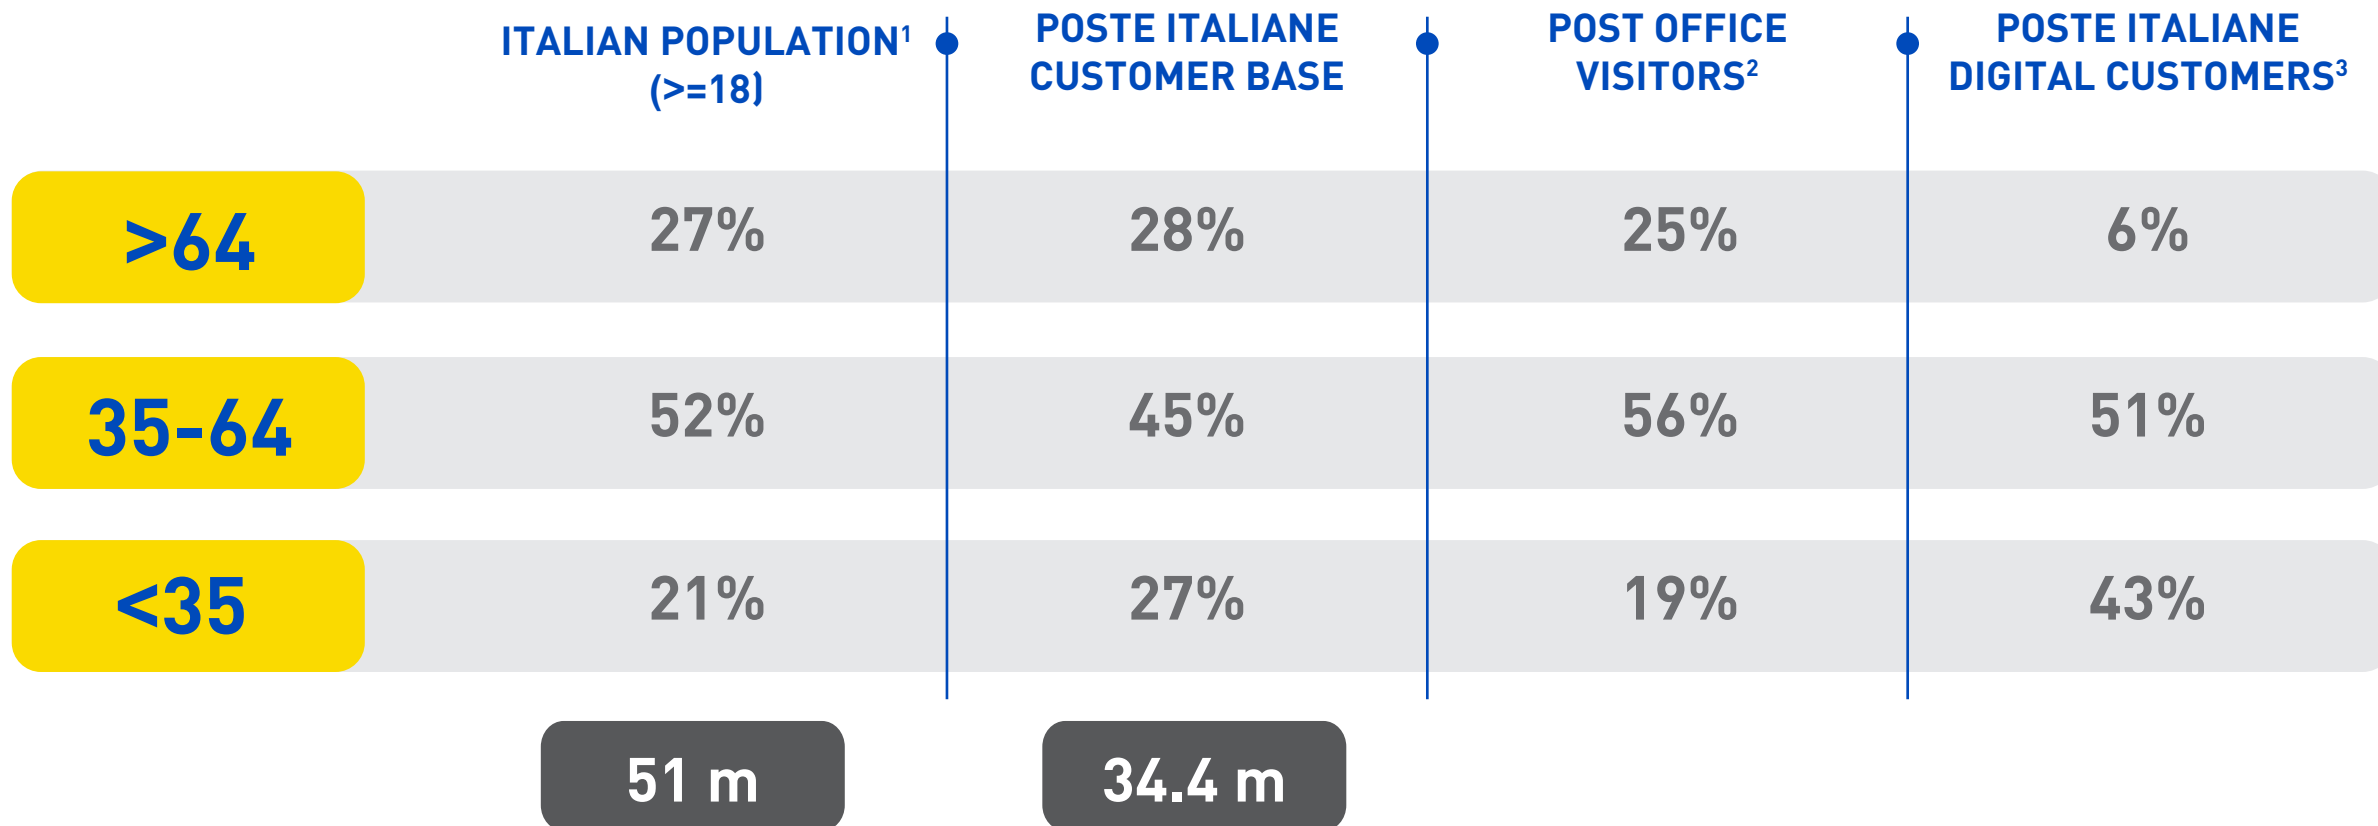 ITALIAN POPULATION¹
(>=18)
POSTE ITALIANE
CUSTOMER BASE
POST OFFICE
VISITORS²
POSTE ITALIANE
DIGITAL CUSTOMERS³
>64 27% 28% 25% 6%
35-64 52% 45% 56% 51%
<35 21% 27% 19% 43%
51 m 34.4 m